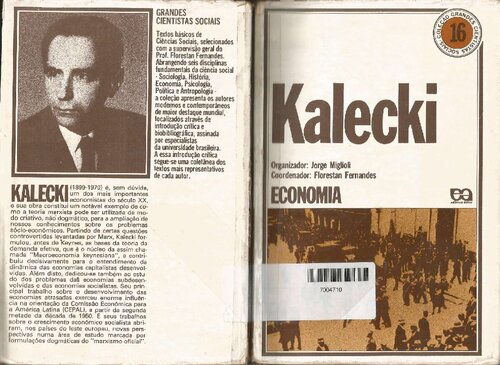 GRANDES
CIENTISTAS SOCIAIS
Textos básicos de
Ciências Sociais, selecionados
com a supervisão geral do
Prof. Florestan Fernandes.
Abrangendo seis disciplinas
fundamentais da ciência social
- Sociologia, História,
Economia, Psicologia,
Política e Antropologia -
a coleção apresenta os autores
modernos e contemporâneos
de maior destaque mundial,
focalizados através de
introdução crítica e
biobibliográfica, assinada
por especialistas
da universidade brasileira.
A essa introdução crítica
segue-se uma coletânea dos
textos mais representativos
de cada autor.
KALECKI (1899-1970) é, sem dúvida,
um dos mais importantes
economistas do século XX,
e sua obra constitui um notável exemplo de co-
mo a teoria marxista pode ser utilizada de mo-
do criativo, não dogmático, para a ampliação de
nossos conhecimentos sobre os problemas
sócio-econômicos. Partindo de certas questões
controvertidas levantadas por Marx, Kalecki for-
mulou, antes de Keynes, as bases da teoria da
demanda efetiva, que é o núcleo da assim cha-
mada "Macroeconomia keynesiana", e contri-
buiu decisivamente para o entendimento da
dinâmica das economias capitalistas desenvol-
vidas. Além disto, dedicou-se também ao estu-
do dos problemas das economias subdesen-
volvidas e das economias socialistas. Seu prin-
cipal trabalho sobre o desenvolvimento das
economias atrasadas exerceu enorme influên-
cia na orientação da Comissão Econômica para
a América Latina (CEPAL), a partir da segunda
metade da década de 1950. E seus trabalhos
sobre o crescimento econômico socialista abri-
ram, nos países do leste europeu, novas pers-
pectivas numa área de estudo marcada por
formulações dogmáticas do "marxismo oficial".
COLEÇÃO GRANDES CIENTISTAS SOCIAIS
16
Kalecki
Organizador: Jorge Miglioli
Coordenador: Florestan Fernandes
ECONOMIA